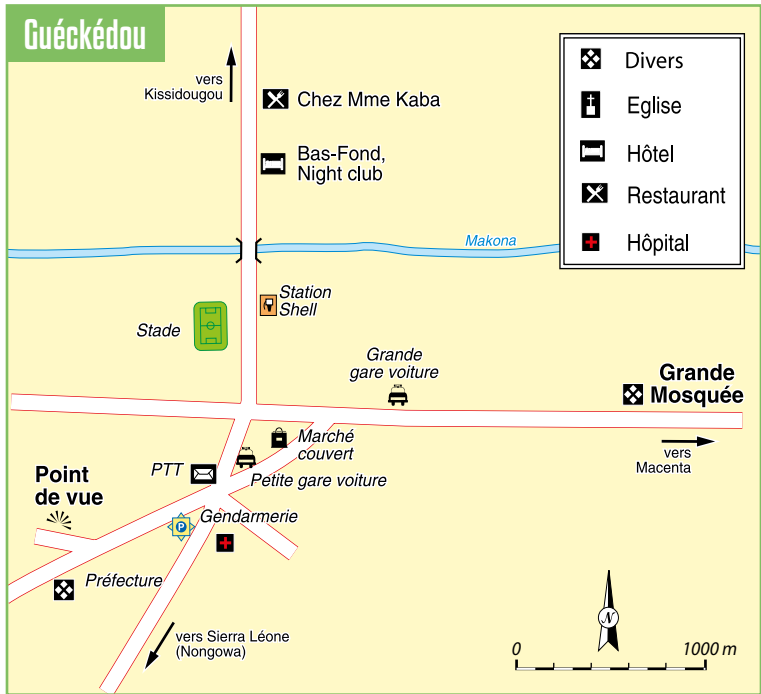 Guéckédou
vers
Kissidougou
Chez Mme Kaba
Bas-Fond,
Night club
Divers
Eglise
Hôtel
Restaurant
Hôpital
Makona
Station
Shell
Stade
Grande
gare voiture
Grande
Mosquée
vers
Macenta
Marché
couvert
PTT
Petite gare voiture
Point
de vue
Gendarmerie
P
Préfecture
vers Sierra Léone
(Nongowa)
N
0 1000 m